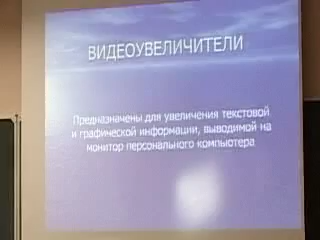 ВИДЕОУВЕЛИЧИТЕЛИ
Предназначены для увеличения текстовой
и графической информации, выводимой на
монитор персонального компьютера